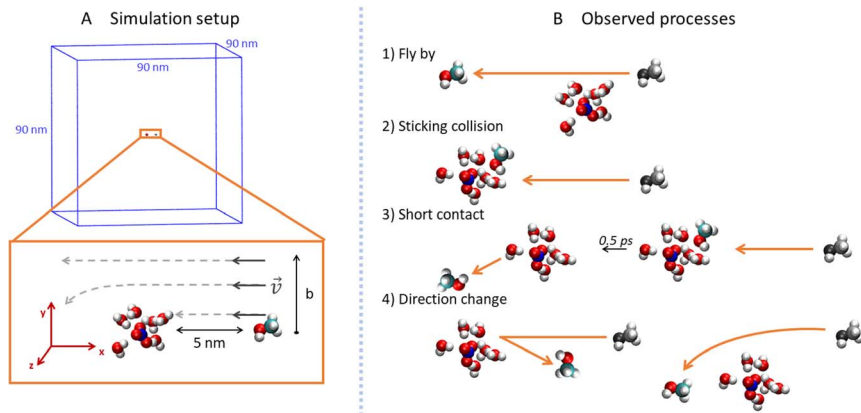 A Simulation setup
90 nm
90 nm
90 nm
v
b
5 nm
y
x
z
B Observed processes
1) Fly by
2) Sticking collision
3) Short contact
0,5 ps
4) Direction change